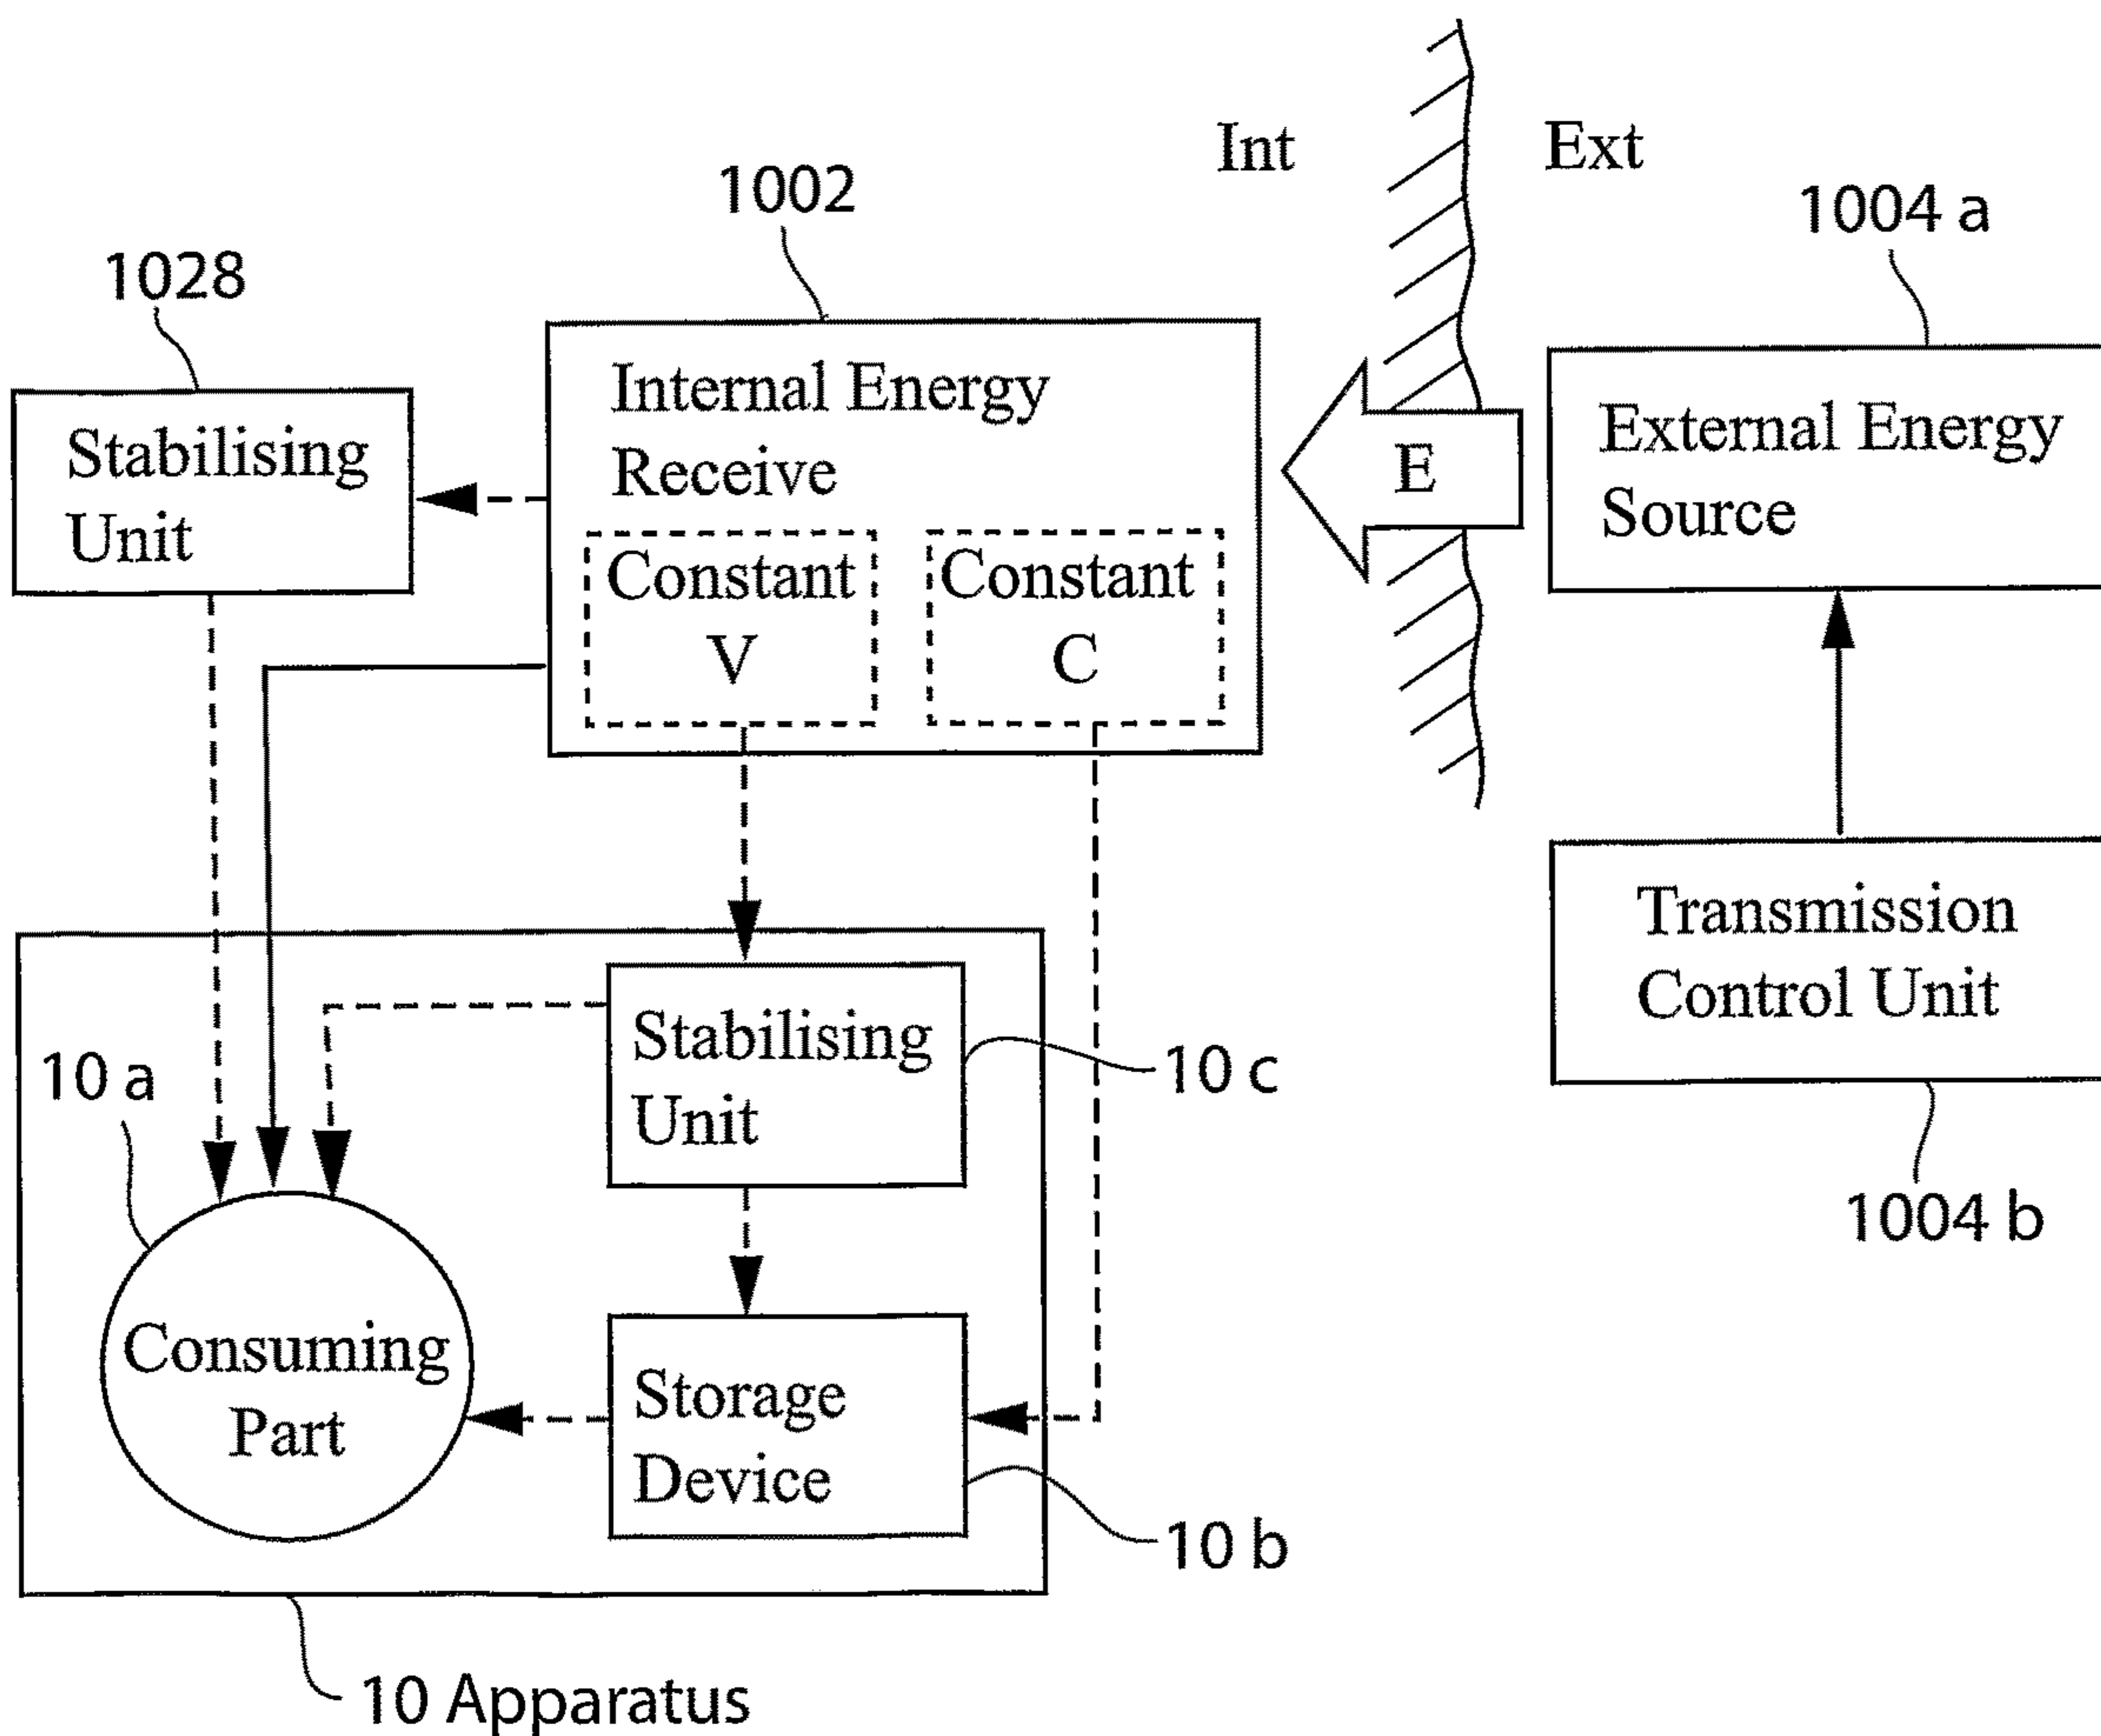 Int
Ext
1002
1004 a
1028
Internal Energy
Receive
Stabilising
Unit
E
External Energy
Source
Constant
V
Constant
C
Transmission
Control Unit
10 a
Stabilising
Unit
10 c
1004 b
Consuming
Part
Storage
Device
10 b
10 Apparatus